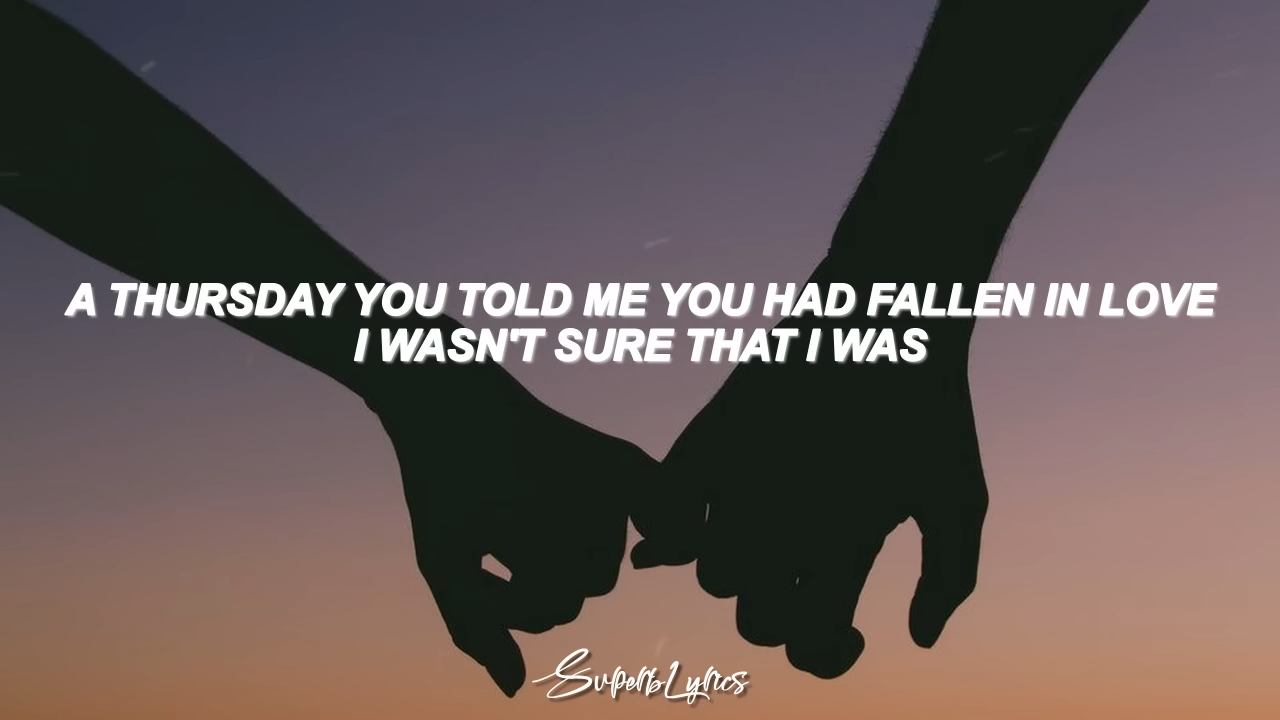 A THURSDAY YOU TOLD ME YOU HAD FALLEN IN LOVE
I WASN'T SURE THAT I WAS
SuperbLyrics